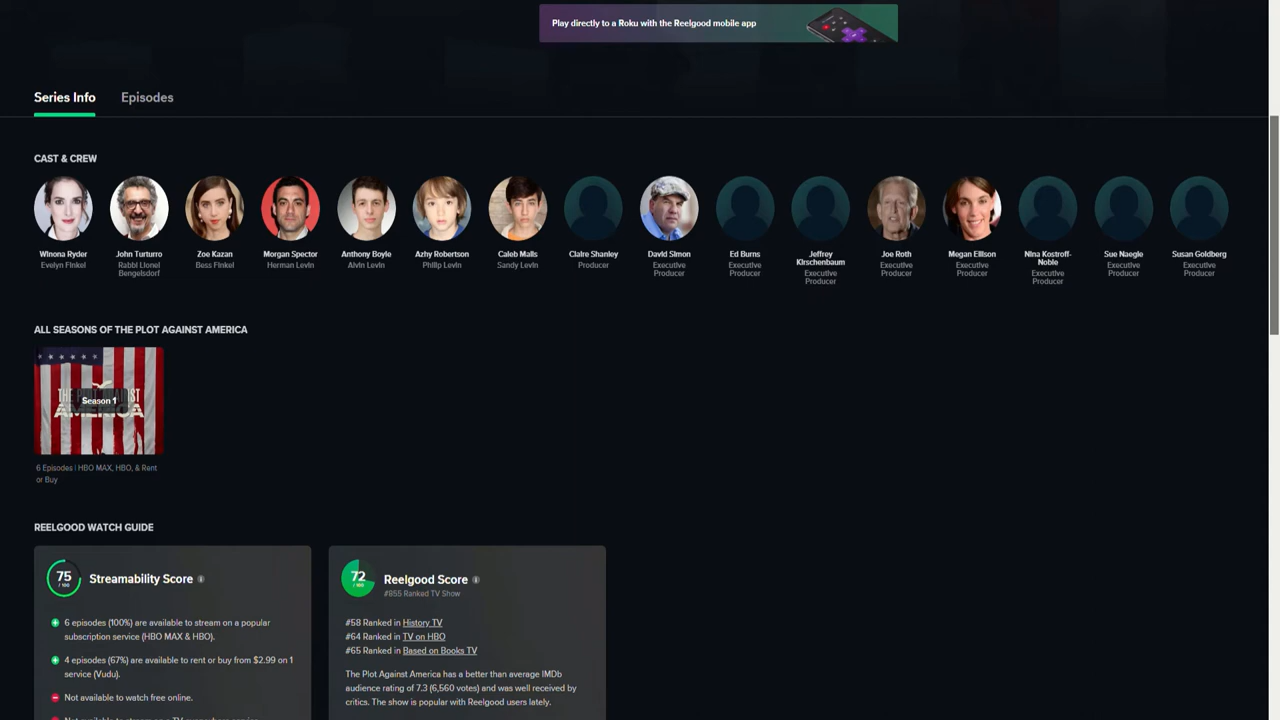 Play directly to a Roku with the Reelgood mobile app
Series Info
Episodes
CAST & CREW
Winona Ryder
Evelyn Finkel
John Turturro
Rabbi Lionel
Bengelsdorf
Zoe Kazan
Bess Finkel
Morgan Spector
Herman Levin
Anthony Boyle
Alvin Levin
Azhy Robertson
Philip Levin
Caleb Malis
Sandy Levin
Claire Shanley
Producer
David Simon
Executive
Producer
Ed Burns
Executive
Producer
Jeffrey
Kirschenbaum
Executive
Producer
Joe Roth
Executive
Producer
Megan Ellison
Executive
Producer
Nina Kostroff-
Noble
Executive
Producer
Sue Naegle
Executive
Producer
Susan Goldberg
Executive
Producer
ALL SEASONS OF THE PLOT AGAINST AMERICA
THE PLOT AGAINST
Season 1
AMERICA
6 Episodes | HBO MAX, HBO, & Rent
or Buy
REELGOOD WATCH GUIDE
75
/ 100
Streamability Score
6 episodes (100%) are available to stream on a popular
subscription service (HBO MAX & HBO).
4 episodes (67%) are available to rent or buy from $2.99 on 1
service (Vudu).
Not available to watch free online.
72
/ 100
Reelgood Score
#855 Ranked TV Show
#58 Ranked in History TV
#64 Ranked in TV on HBO
#65 Ranked in Based on Books TV
The Plot Against America has a better than average IMDb
audience rating of 7.3 (6,560 votes) and was well received by
critics. The show is popular with Reelgood users lately.